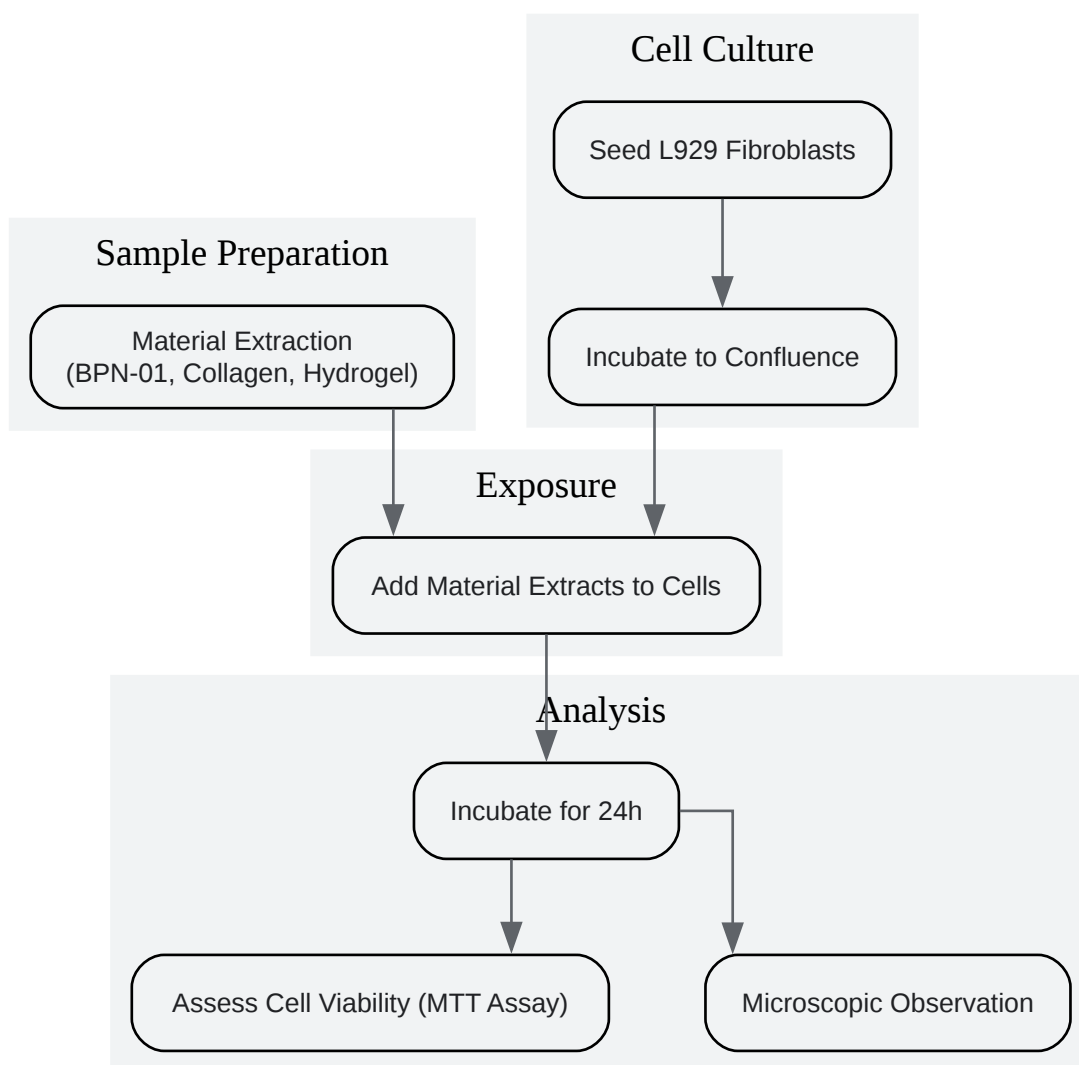 Cell Culture
Seed L929 Fibroblasts
Sample Preparation
Material Extraction
(BPN-01, Collagen, Hydrogel)
Incubate to Confluence
Exposure
Add Material Extracts to Cells
Analysis
Incubate for 24h
Assess Cell Viability (MTT Assay)
Microscopic Observation